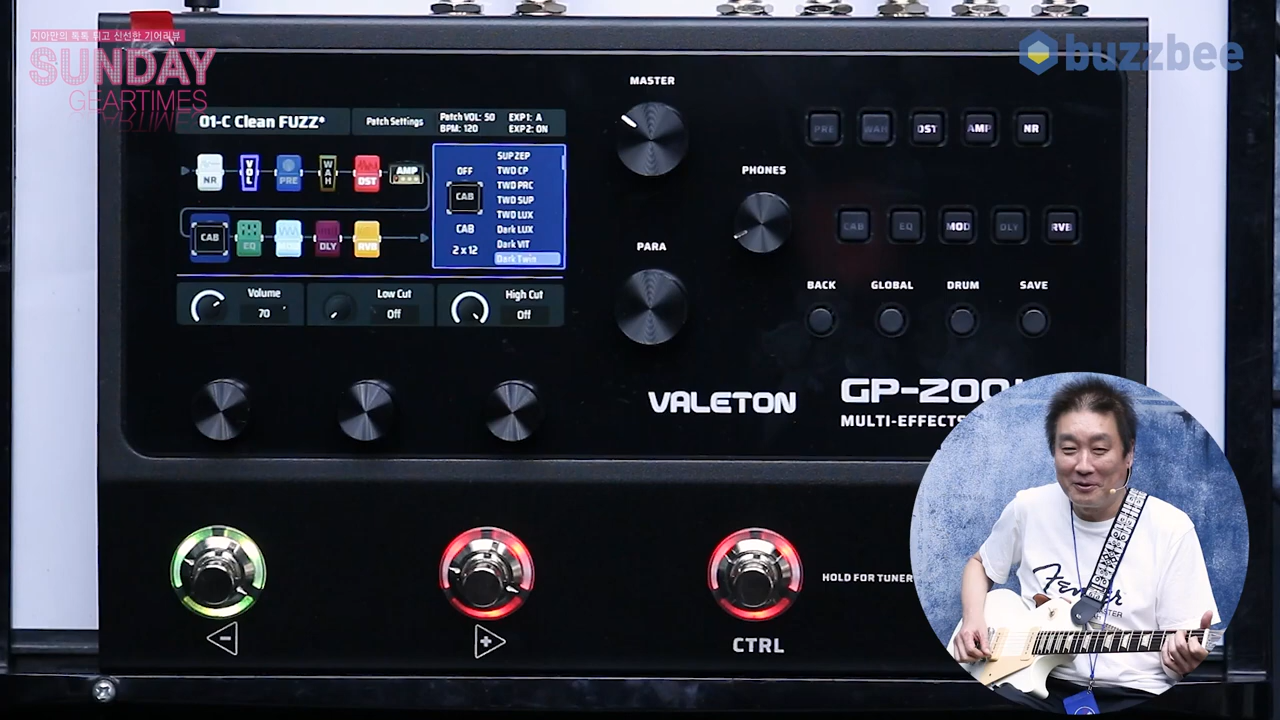 지아만의 톡톡 튀고 신선한 기어리뷰
SUNDAY
GEARTIMES
buzzbee
01-C Clean FUZZ*
Patch Settings
Patch VOL: 50 EXP1: A
BPM: 120 EXP2: ON
NR VOL PRE WAH DST AMP
CAB EQ MOD DLY RVB
OFF
CAB
CAB
2 x 12
SUP ZEP
TWD CP
TWD PRC
TWD SUP
TWD LUX
Dark LUX
Dark VIT
Dark Twin
Volume
70
Low Cut
Off
High Cut
Off
MASTER
PHONES
PARA
PRE WAH DST AMP NR
CAB EQ MOD DLY RVB
BACK GLOBAL DRUM SAVE
VALETON
GP-200
MULTI-EFFECTS
HOLD FOR TUNER
-
+
CTRL
Fender